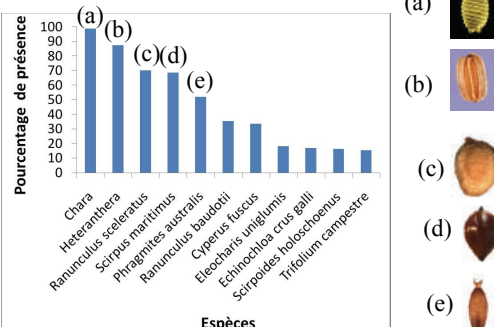 Pourcentage de présence
100
90
80
70
60
50
40
30
20
10
0
(a)
(b)
(c)
(d)
(e)
Chara
Heteranthera
Ranunculus sceleratus
Scirpus maritimus
Phragmites australis
Ranunculus baudotii
Cyperus fuscus
Eleocharis uniglumis
Echinochloa crus galli
Scirpoides holoschoenus
Trifolium campestre
Espèces
(a)
(b)
(c)
(d)
(e)